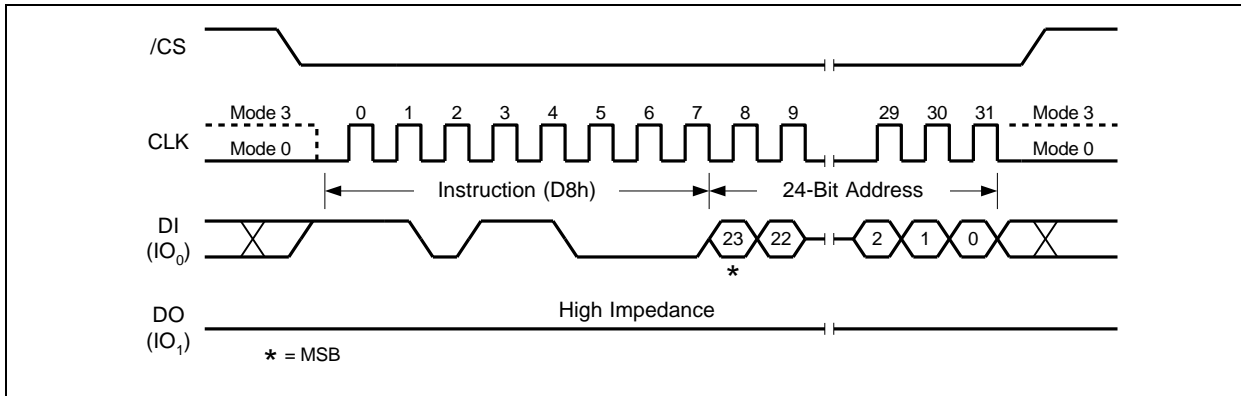 /CS
Mode 3 0 1 2 3 4 5 6 7 8 9 29 30 31 Mode 3
CLK
Mode 0 Mode 0
Instruction (D8h) 24-Bit Address
DI
(IO0)
23 22 2 1 0
*
DO
(IO1)
High Impedance
* = MSB